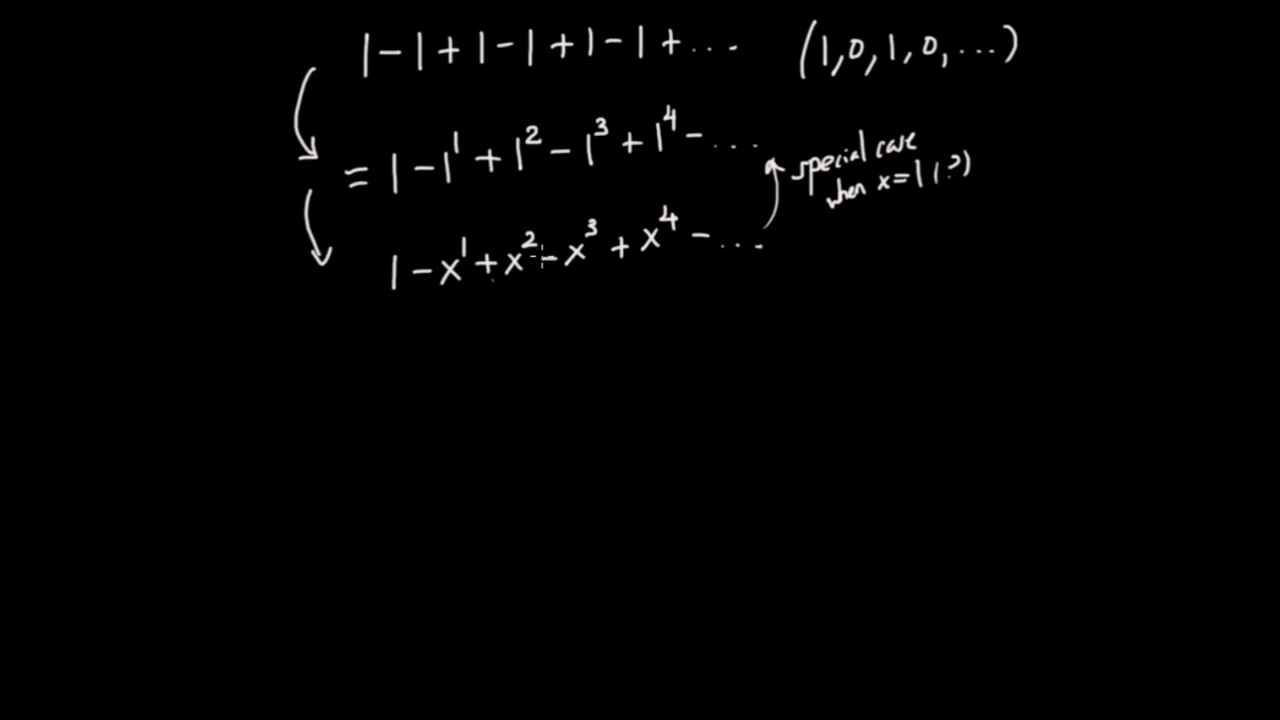 1 - 1 + 1 - 1 + 1 - 1 + ... (1, 0, 1, 0, ...)
= 1 - 1¹ + 1² - 1³ + 1⁴ - ...
special case
when x = 1 (?)
1 - x¹ + x² - x³ + x⁴ - ...